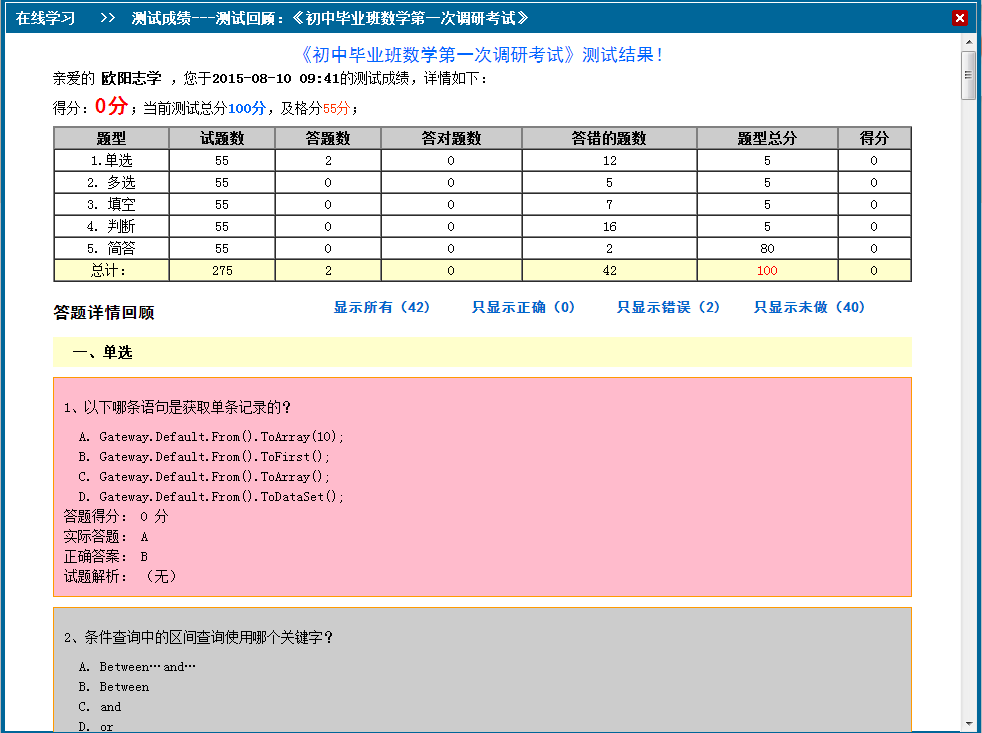 在线学习 >> 测试成绩---测试回顾：《初中毕业班数学第一次调研考试》
《初中毕业班数学第一次调研考试》测试结果！
亲爱的 欧阳志学 ，您于2015-08-10 09:41的测试成绩，详情如下：
得分：0分；当前测试总分100分，及格分55分；
题型 试题数 答题数 答对题数 答错的题数 题型总分 得分
1.单选 55 2 0 12 5 0
2. 多选 55 0 0 5 5 0
3. 填空 55 0 0 7 5 0
4. 判断 55 0 0 16 5 0
5. 简答 55 0 0 2 80 0
总计： 275 2 0 42 100 0
答题详情回顾 显示所有（42） 只显示正确（0） 只显示错误（2） 只显示未做（40）
一、单选
1、以下哪条语句是获取单条记录的？
A. Gateway.Default.From().ToArray(10);
B. Gateway.Default.From().ToFirst();
C. Gateway.Default.From().ToArray();
D. Gateway.Default.From().ToDataSet();
答题得分： 0 分
实际答题： A
正确答案： B
试题解析： （无）
2、条件查询中的区间查询使用哪个关键字？
A. Between…and…
B. Between
C. and
D. or